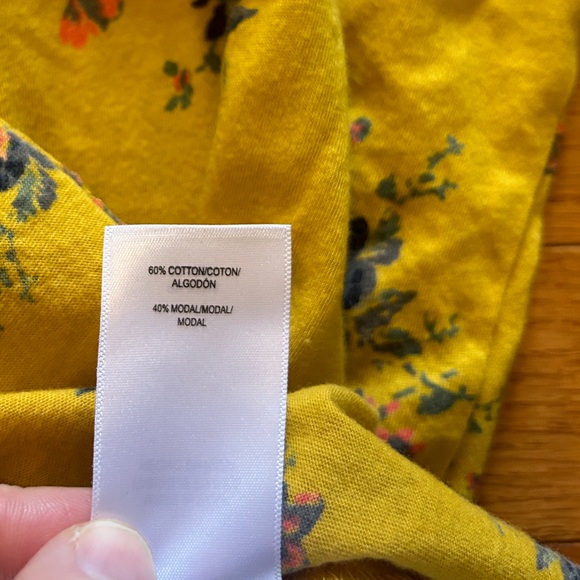 60% COTTON/COTON/
ALGODÓN
40% MODAL/MODAL/
MODAL